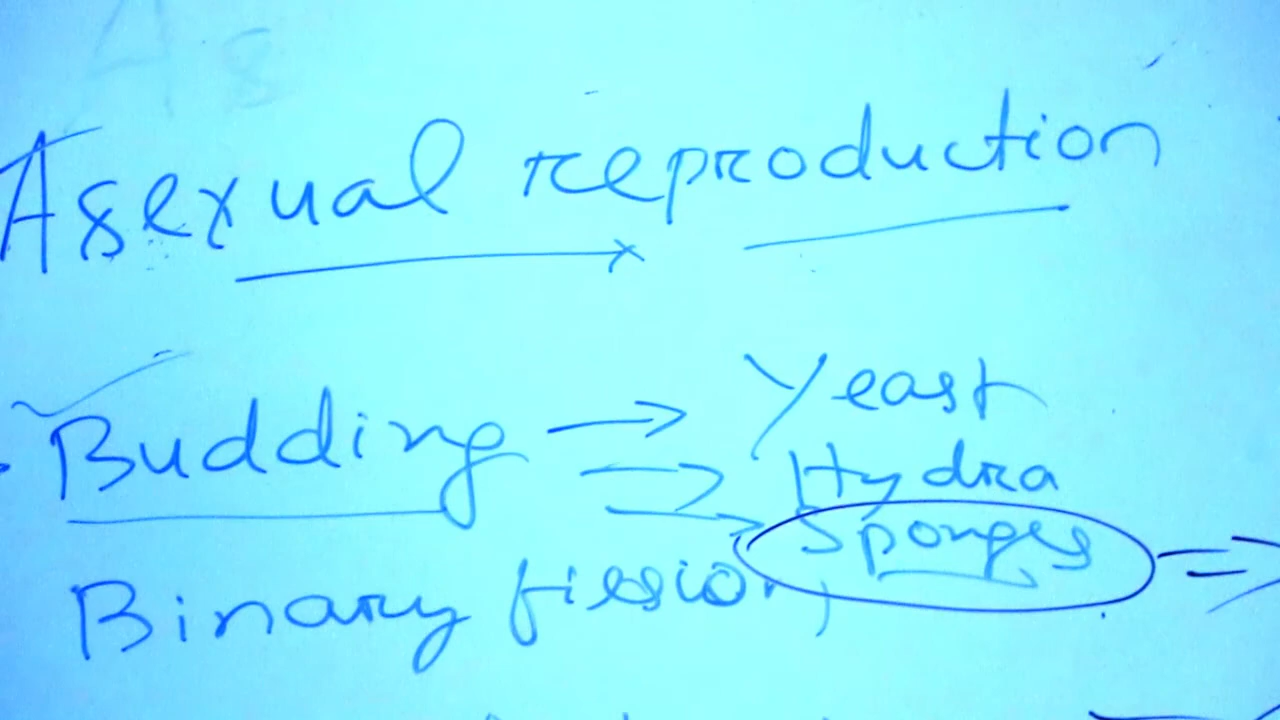 Asexual reproduction
Budding → Yeast
→ Hydra
→ Sponges ⇒
Binary fission,